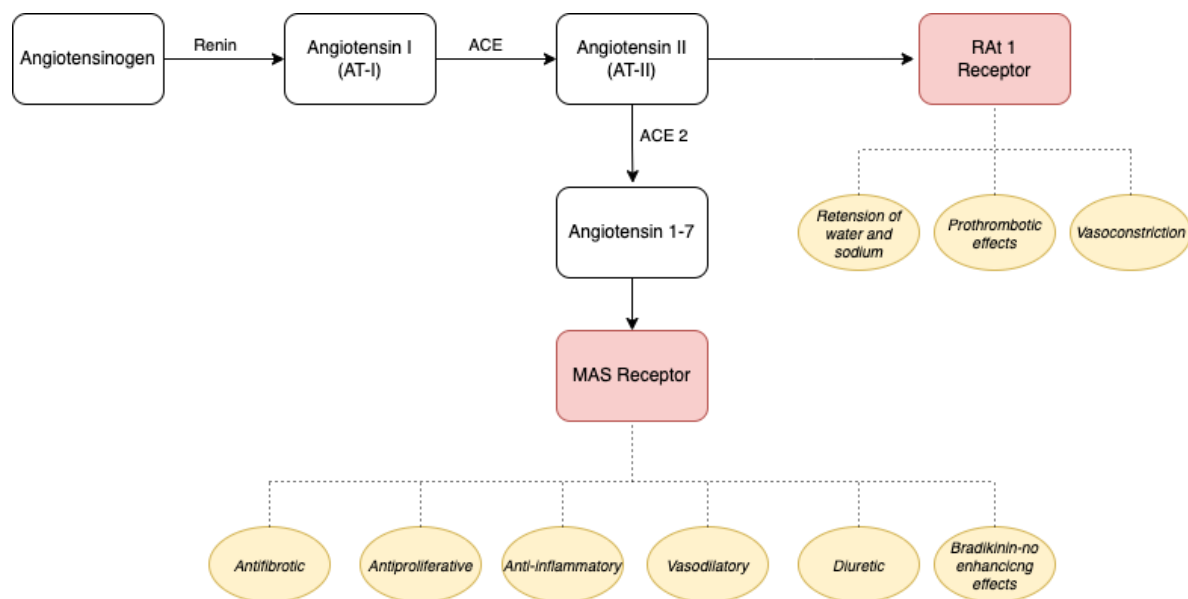 Angiotensinogen
Renin
Angiotensin I
(AT-I)
ACE
Angiotensin II
(AT-II)
RAt 1
Receptor
ACE 2
Retension of
water and
sodium
Prothrombotic
effects
Vasoconstriction
Angiotensin 1-7
MAS Receptor
Antifibrotic
Antiproliferative
Anti-inflammatory
Vasodilatory
Diuretic
Bradikinin-no
enhancicng
effects